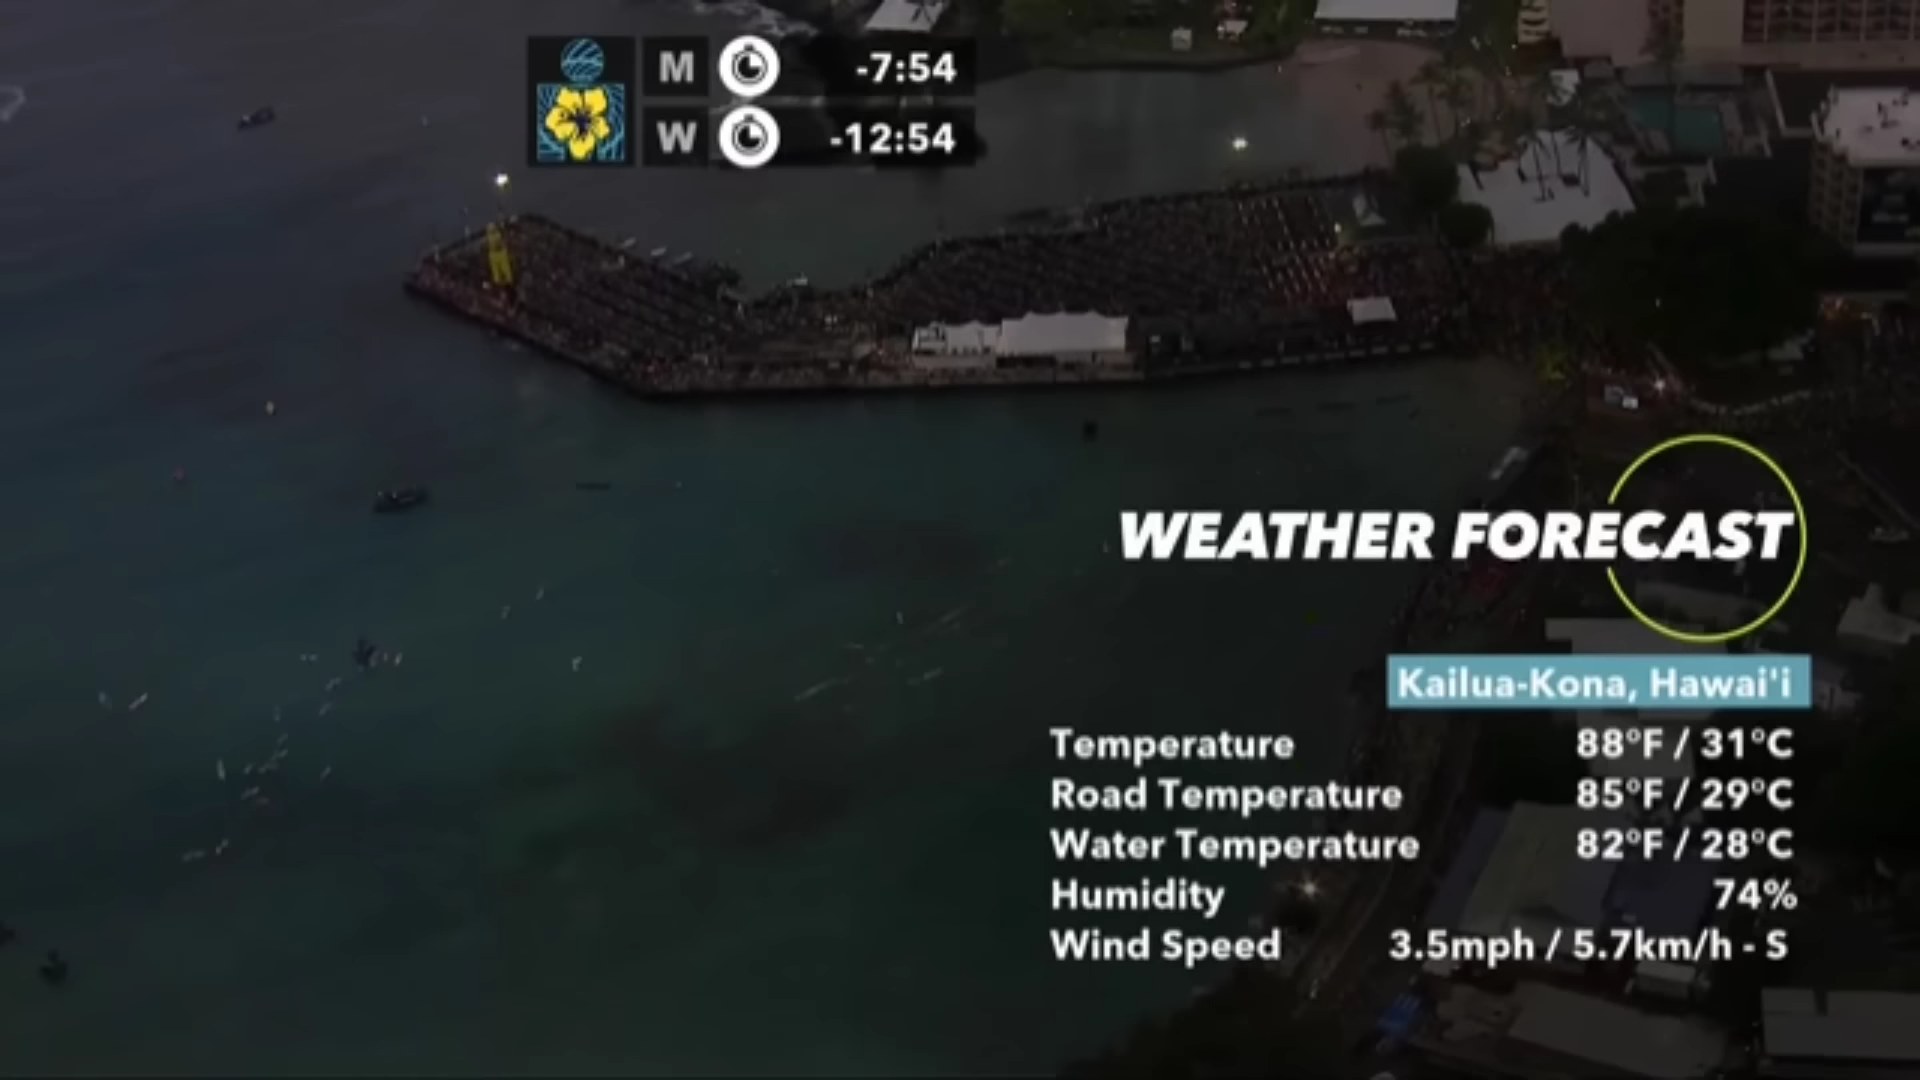 M -7:54
W -12:54
WEATHER FORECAST
Kailua-Kona, Hawai'i
Temperature 88°F / 31°C
Road Temperature 85°F / 29°C
Water Temperature 82°F / 28°C
Humidity 74%
Wind Speed 3.5mph / 5.7km/h - S